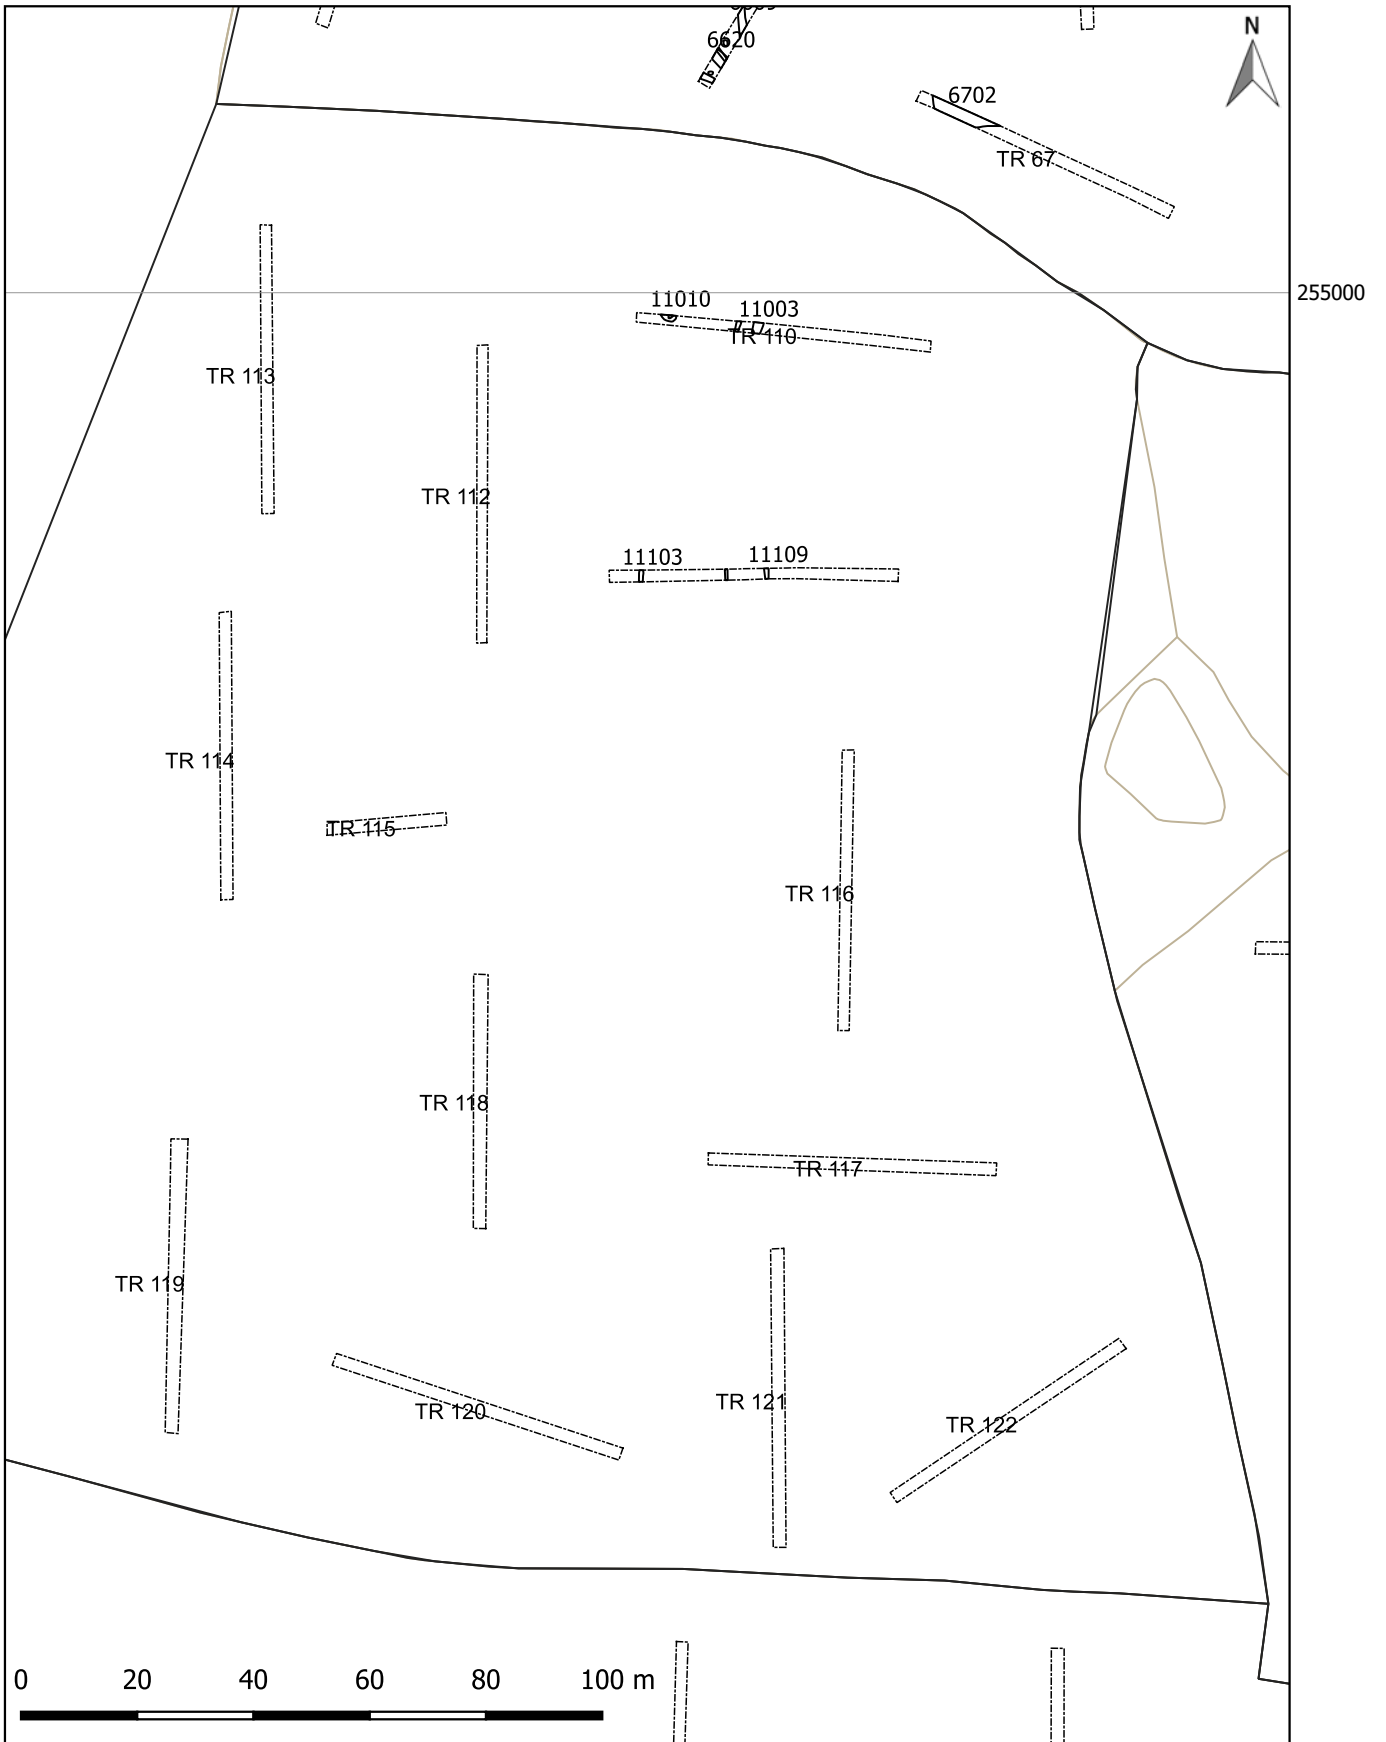 N
6620
6702
TR 67
255000
11010
11003
TR 110
TR 113
TR 112
11103
11109
TR 114
TR 115
TR 116
TR 118
TR 117
TR 119
TR 120
TR 121
TR 122
0 20 40 60 80 100 m